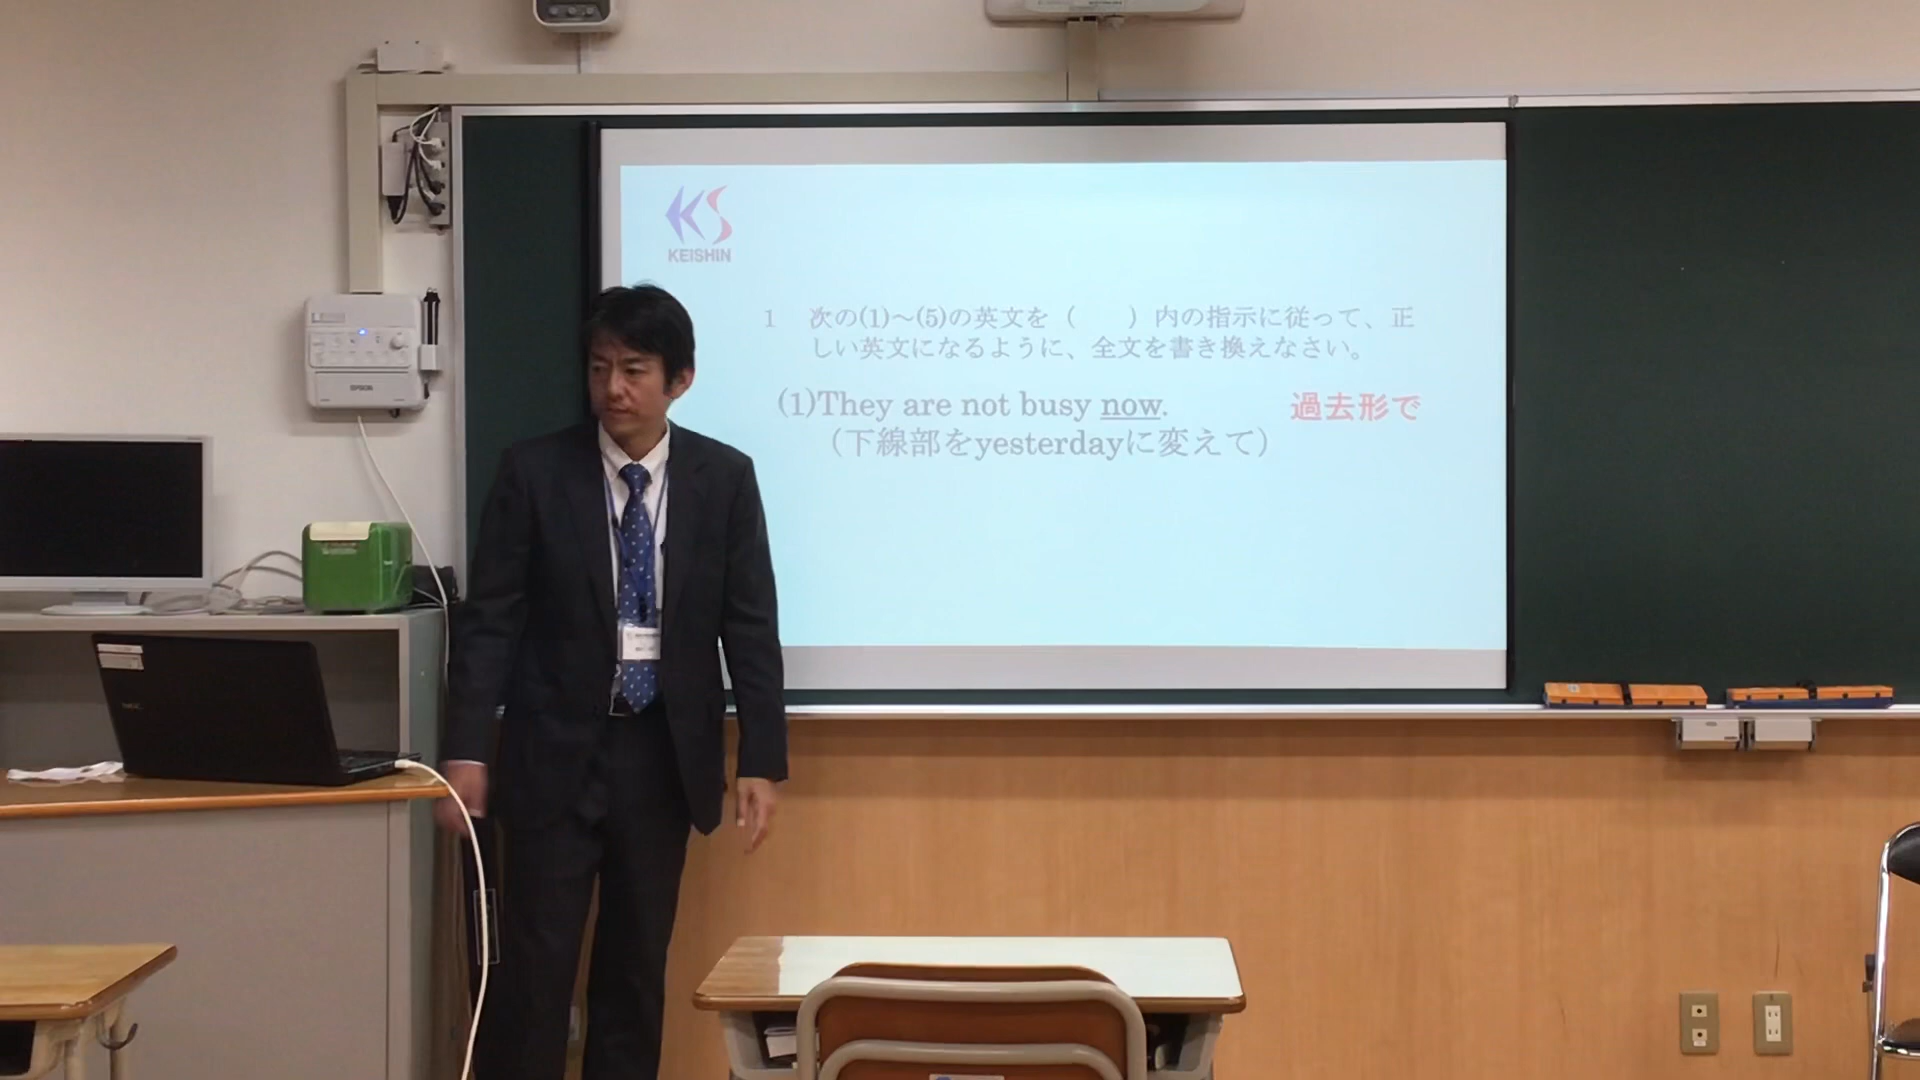 KS
KEISHIN
1 次の(1)～(5)の英文を（　　）内の指示に従って、正
しい英文になるように、全文を書き換えなさい。
(1)They are not busy now. 過去形で
（下線部をyesterdayに変えて）
EPSON
NEC